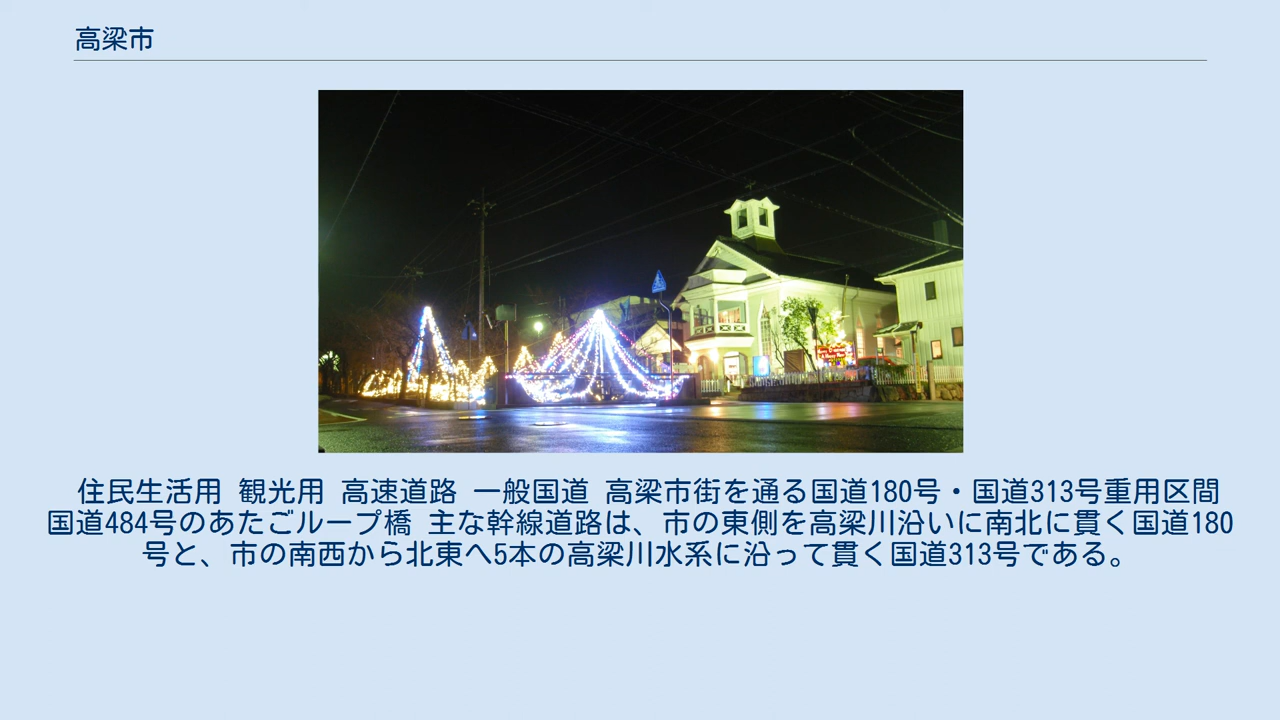 高梁市
住民生活用 観光用 高速道路 一般国道 高梁市街を通る国道180号・国道313号重用区間
国道484号のあたごループ橋 主な幹線道路は、市の東側を高梁川沿いに南北に貫く国道180
号と、市の南西から北東へ5本の高梁川水系に沿って貫く国道313号である。